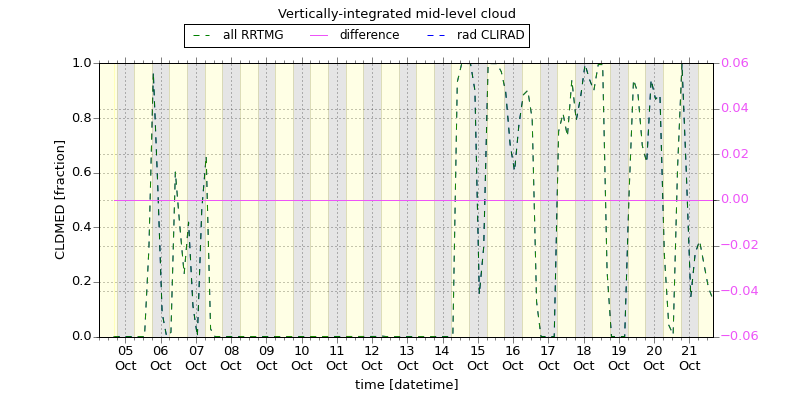 Vertically-integrated mid-level cloud
all RRTMG difference rad CLIRAD
1.0 0.06
0.8 0.04
0.02
0.6
0.00
0.4
−0.02
0.2
−0.04
0.0 −0.06
CLDMED [fraction]
05 06 07 08 09 10 11 12 13 14 15 16 17 18 19 20 21
Oct Oct Oct Oct Oct Oct Oct Oct Oct Oct Oct Oct Oct Oct Oct Oct Oct
time [datetime]